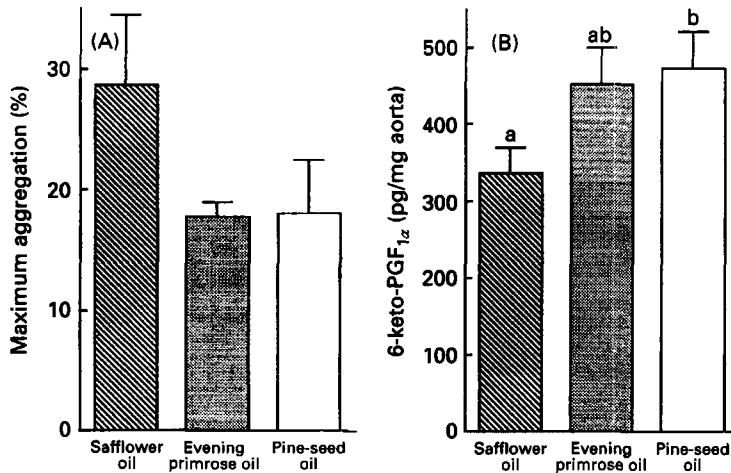 (A)
Maximum aggregation (%)
30
20
10
0
Safflower oil
Evening primrose oil
Pine-seed oil
(B)
6-keto-PGF1α (pg/mg aorta)
500
400
300
200
100
0
a
ab
b
Safflower oil
Evening primrose oil
Pine-seed oil